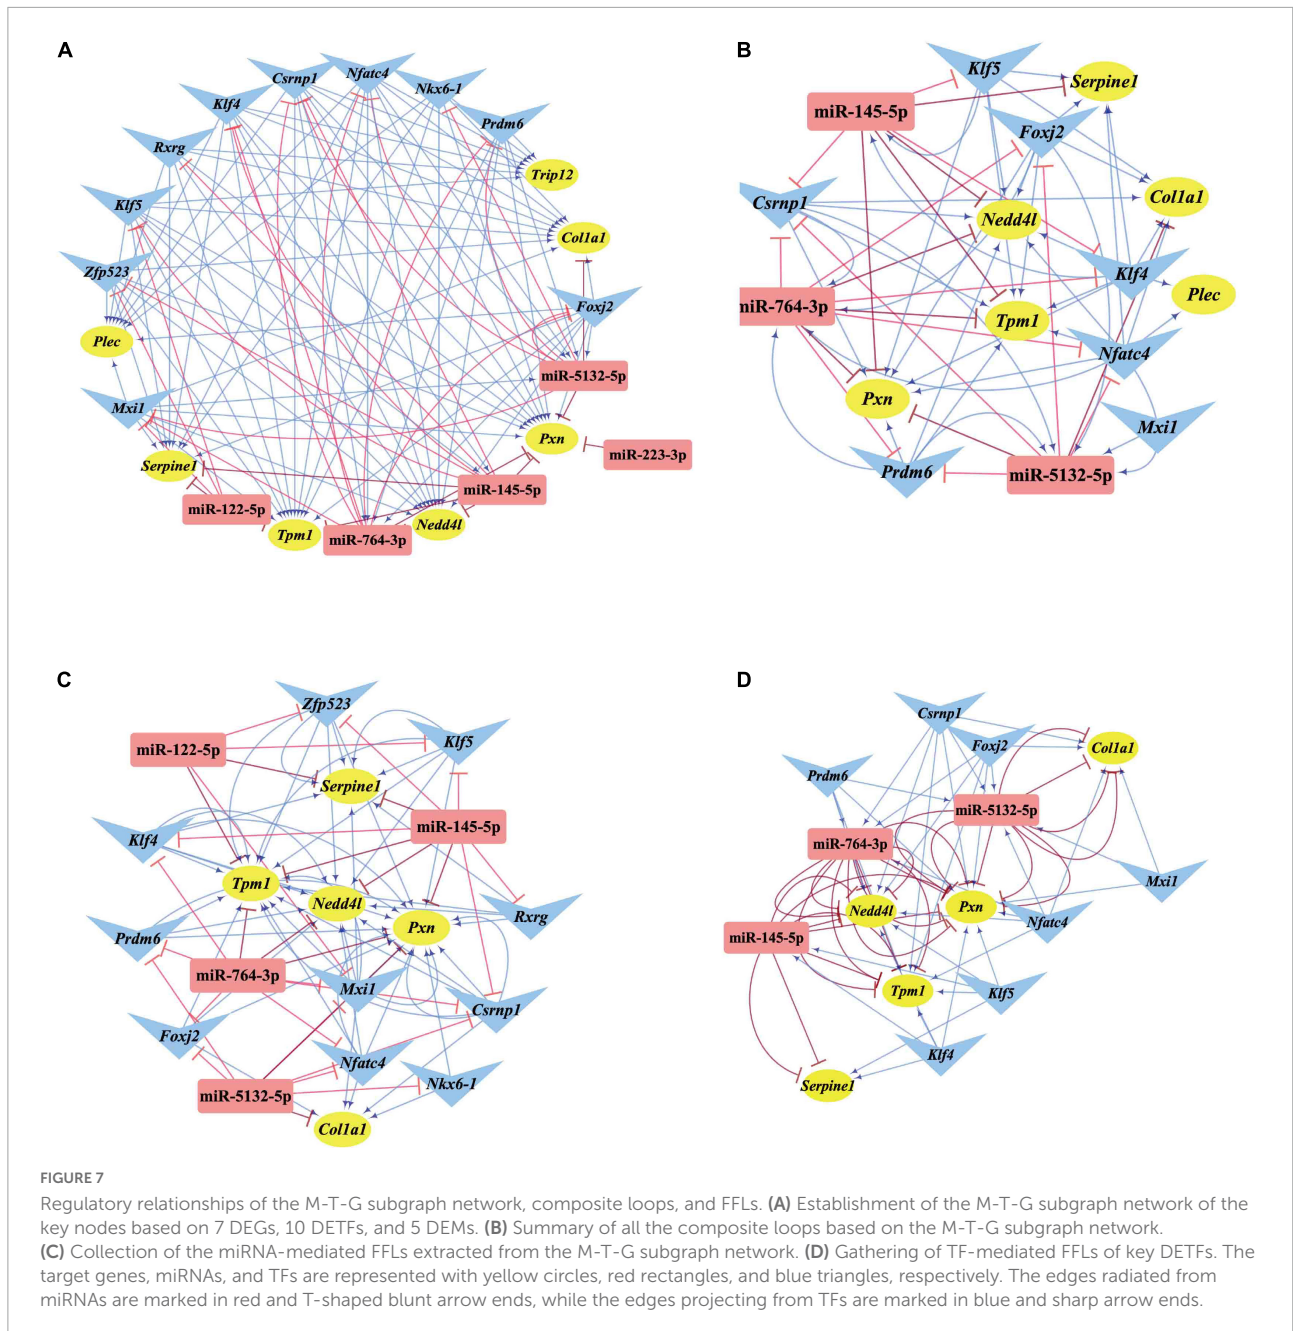 A
Csrnp1
Nfatc4
Nkx6-1
Klf4
Prdm6
Rxrg
Trip12
Klf5
Col1a1
Zfp523
Foxj2
Plec
miR-5132-5p
Mxi1
Pxn
miR-223-3p
Serpine1
miR-145-5p
miR-122-5p
Tpm1
miR-764-3p
Nedd4l
B
Klf5
Serpine1
miR-145-5p
Foxj2
Csrnp1
Col1a1
Nedd4l
Klf4
Plec
miR-764-3p
Tpm1
Nfatc4
Pxn
Mxi1
Prdm6
miR-5132-5p
C
Zfp523
miR-122-5p
Klf5
Serpine1
miR-145-5p
Klf4
Tpm1
Nedd4l
Rxrg
Pxn
Prdm6
miR-764-3p
Mxi1
Csrnp1
Foxj2
Nfatc4
Nkx6-1
miR-5132-5p
Col1a1
D
Csrnp1
Foxj2
Col1a1
Prdm6
miR-5132-5p
miR-764-3p
Mxi1
Nedd4l
Pxn
Nfatc4
miR-145-5p
Tpm1
Klf5
Klf4
Serpine1
FIGURE 7
Regulatory relationships of the M-T-G subgraph network, composite loops, and FFLs. (A) Establishment of the M-T-G subgraph network of the
key nodes based on 7 DEGs, 10 DETFs, and 5 DEMs. (B) Summary of all the composite loops based on the M-T-G subgraph network.
(C) Collection of the miRNA-mediated FFLs extracted from the M-T-G subgraph network. (D) Gathering of TF-mediated FFLs of key DETFs. The
target genes, miRNAs, and TFs are represented with yellow circles, red rectangles, and blue triangles, respectively. The edges radiated from
miRNAs are marked in red and T-shaped blunt arrow ends, while the edges projecting from TFs are marked in blue and sharp arrow ends.